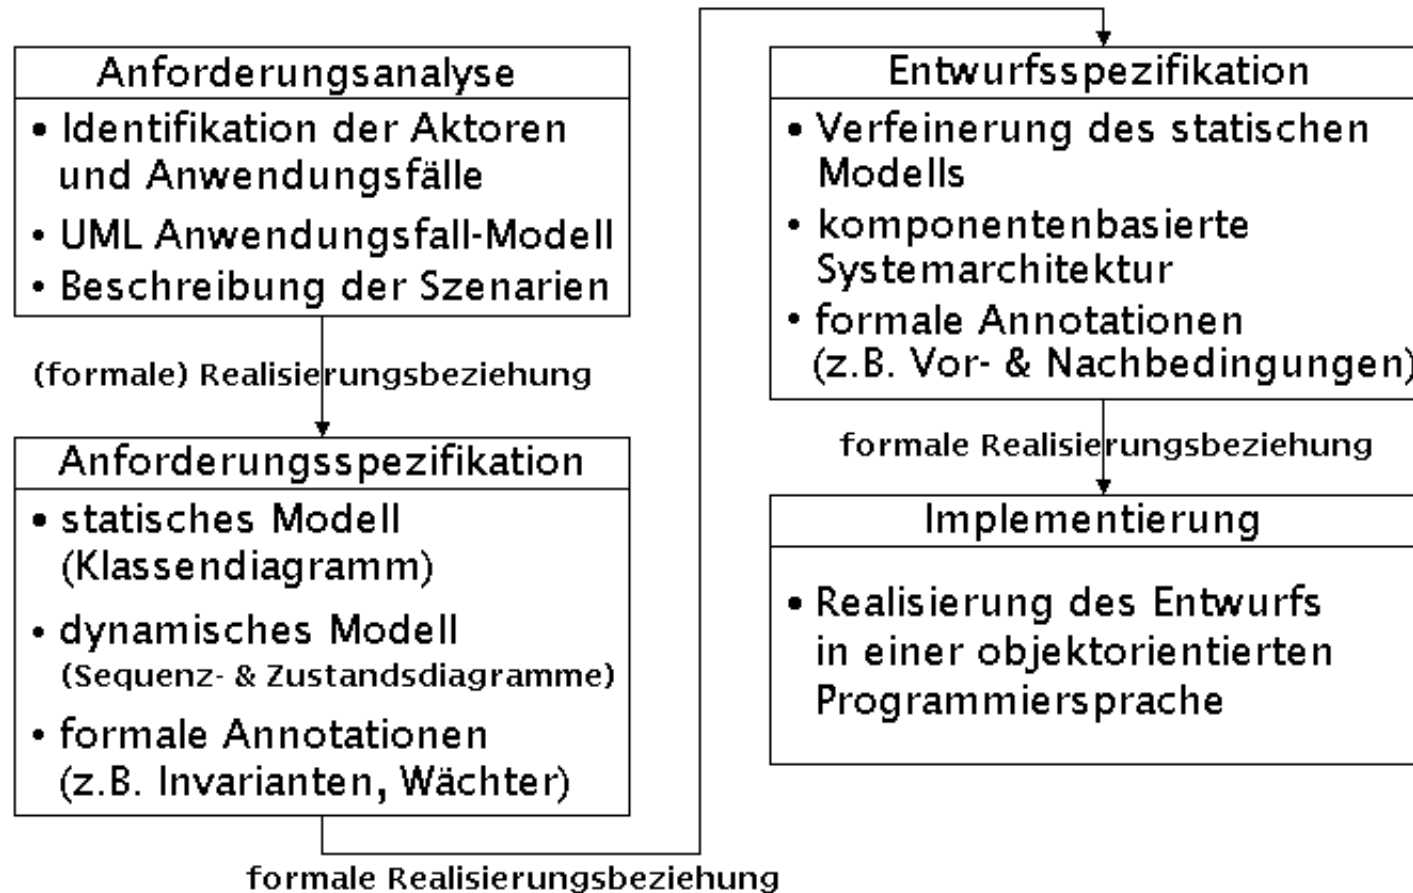 Anforderungsanalyse
• Identifikation der Aktoren
und Anwendungsfälle
• UML Anwendungsfall-Modell
• Beschreibung der Szenarien
(formale) Realisierungsbeziehung
Anforderungsspezifikation
• statisches Modell
(Klassendiagramm)
• dynamisches Modell
(Sequenz- & Zustandsdiagramme)
• formale Annotationen
(z.B. Invarianten, Wächter)
formale Realisierungsbeziehung
Entwurfsspezifikation
• Verfeinerung des statischen
Modells
• komponentenbasierte
Systemarchitektur
• formale Annotationen
(z.B. Vor- & Nachbedingungen)
formale Realisierungsbeziehung
Implementierung
• Realisierung des Entwurfs
in einer objektorientierten
Programmiersprache